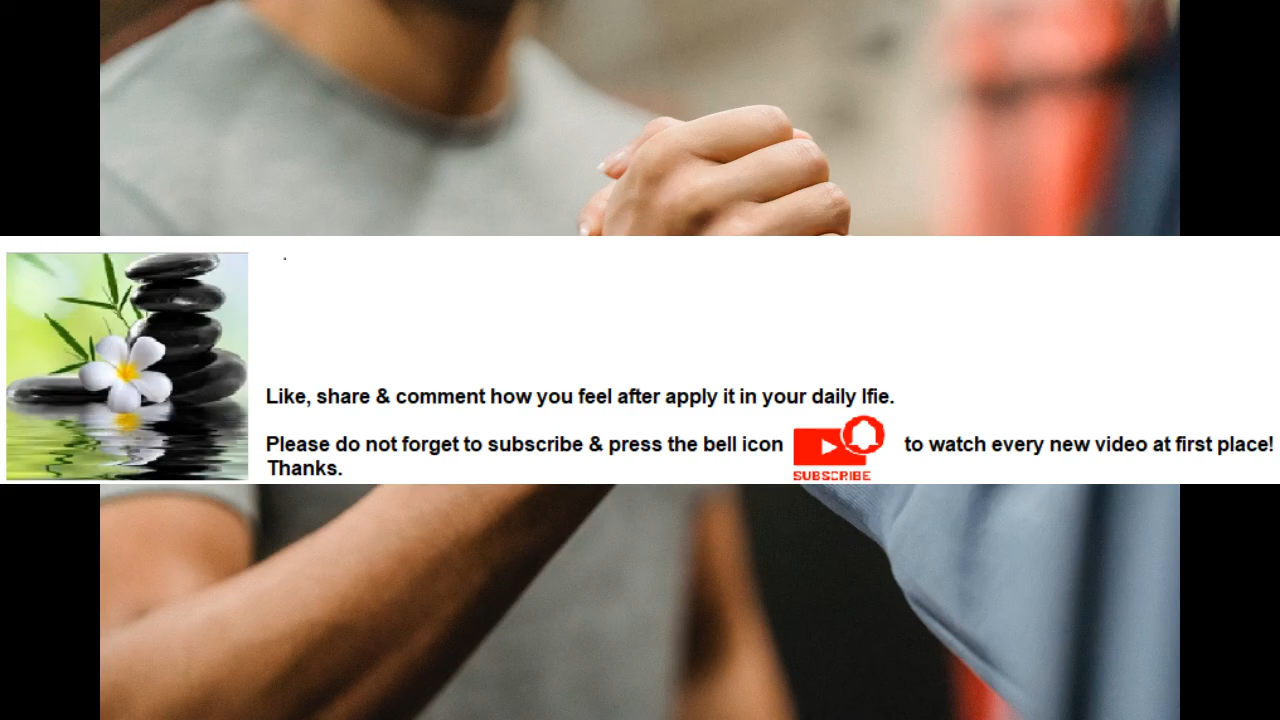 Like, share & comment how you feel after apply it in your daily lfie.
Please do not forget to subscribe & press the bell icon SUBSCRIBE to watch every new video at first place!
Thanks.